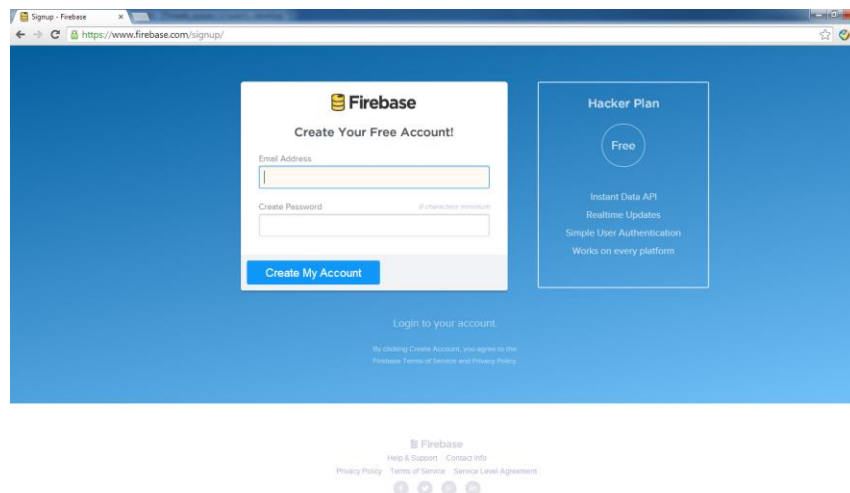 Signup - Firebase
https://www.firebase.com/signup/
Firebase
Create Your Free Account!
Email Address
Create Password
8 characters minimum
Create My Account
Hacker Plan
Free
Instant Data API
Realtime Updates
Simple User Authentication
Works on every platform
Login to your account.
By clicking Create Account, you agree to the
Firebase Terms of Service and Privacy Policy.
Firebase
Help & Support Contact Info
Privacy Policy Terms of Service Service Level Agreement